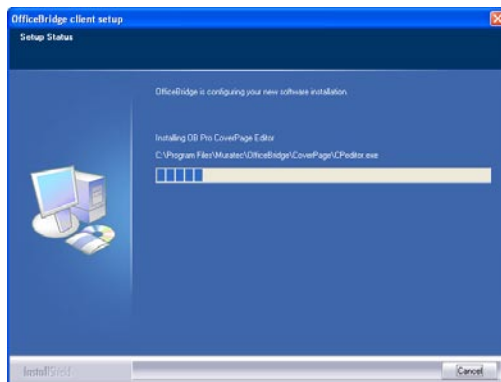 OfficeBridge client setup
Setup Status
OfficeBridge is configuring your new software installation.
Installing OB Pro CoverPage Editor
C:\Program Files\Muratec\OfficeBridge\CoverPage\CPeditor.exe
InstallShield
Cancel